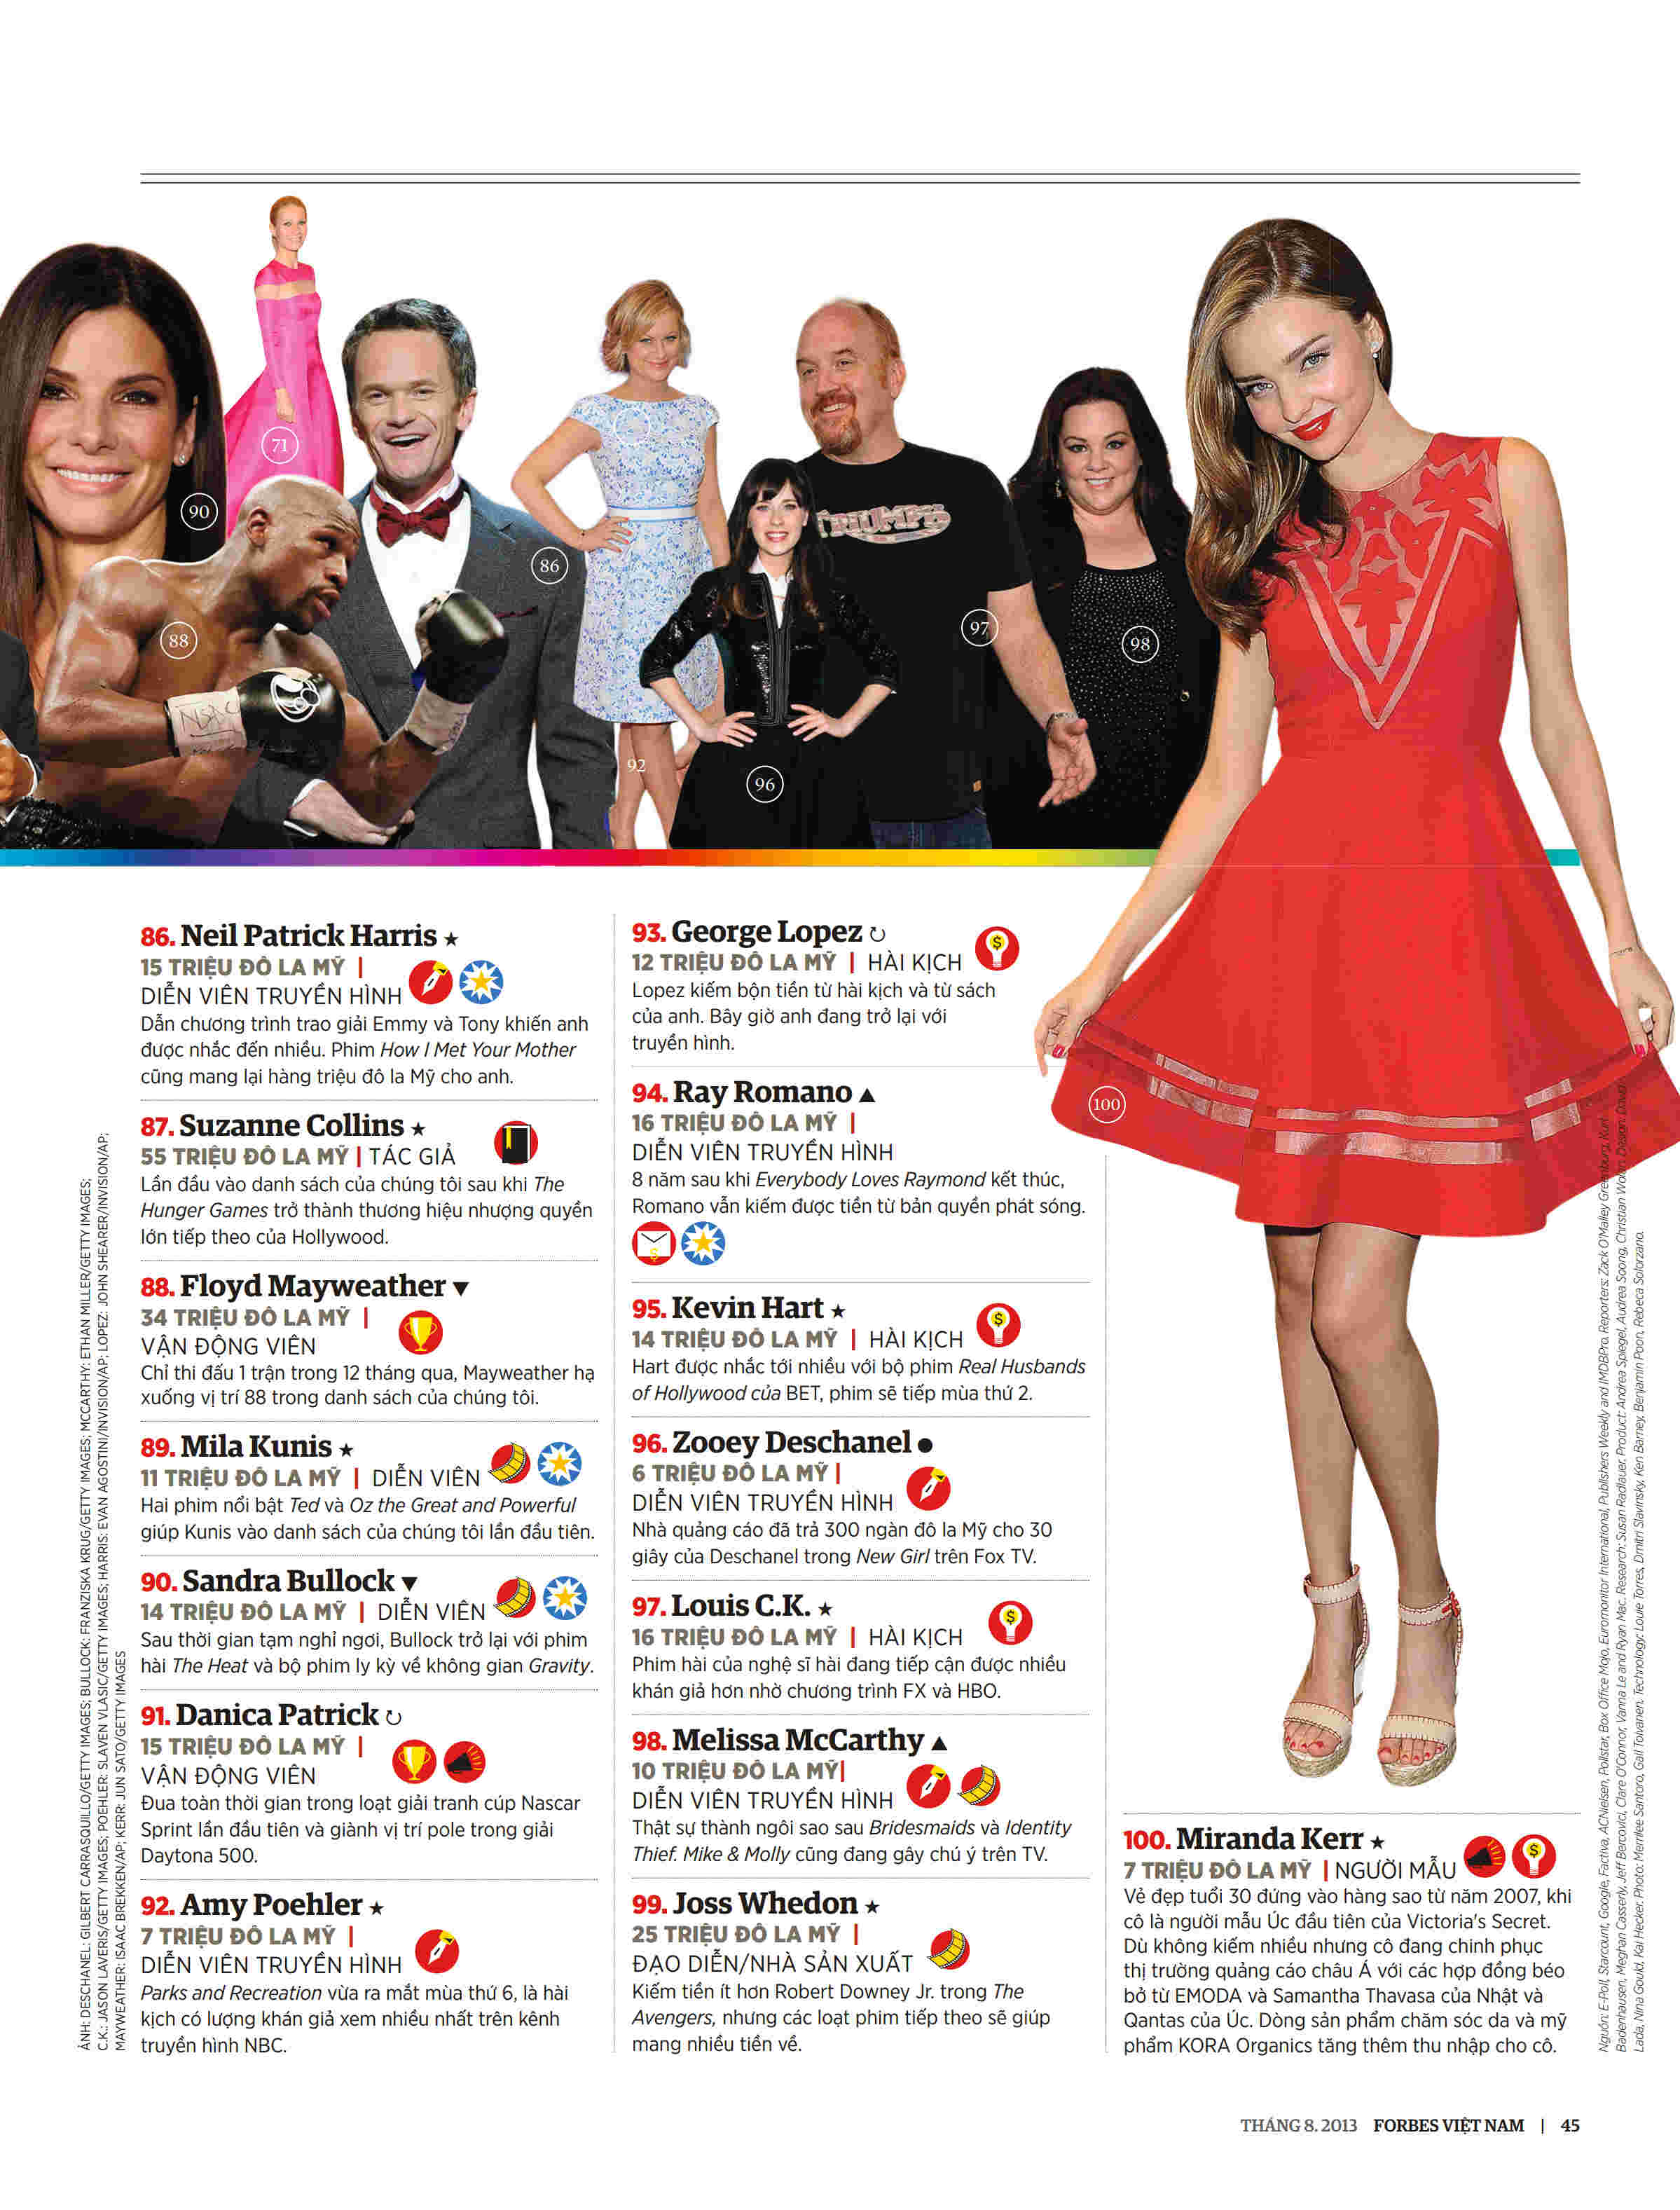 71
90
86
88
92
96
97
98
100
TRIUMPH
NSAC
86. Neil Patrick Harris ★
15 TRIỆU ĐÔ LA MỸ |
DIỄN VIÊN TRUYỀN HÌNH
Dẫn chương trình trao giải Emmy và Tony khiến anh
được nhắc đến nhiều. Phim How I Met Your Mother
cũng mang lại hàng triệu đô la Mỹ cho anh.
87. Suzanne Collins ★
55 TRIỆU ĐÔ LA MỸ | TÁC GIẢ
Lần đầu vào danh sách của chúng tôi sau khi The
Hunger Games trở thành thương hiệu nhượng quyền
lớn tiếp theo của Hollywood.
88. Floyd Mayweather ▼
34 TRIỆU ĐÔ LA MỸ |
VẬN ĐỘNG VIÊN
Chỉ thi đấu 1 trận trong 12 tháng qua, Mayweather hạ
xuống vị trí 88 trong danh sách của chúng tôi.
89. Mila Kunis ★
11 TRIỆU ĐÔ LA MỸ | DIỄN VIÊN
Hai phim nổi bật Ted và Oz the Great and Powerful
giúp Kunis vào danh sách của chúng tôi lần đầu tiên.
90. Sandra Bullock ▼
14 TRIỆU ĐÔ LA MỸ | DIỄN VIÊN
Sau thời gian tạm nghỉ ngơi, Bullock trở lại với phim
hài The Heat và bộ phim ly kỳ về không gian Gravity.
91. Danica Patrick ↻
15 TRIỆU ĐÔ LA MỸ |
VẬN ĐỘNG VIÊN
Đua toàn thời gian trong loạt giải tranh cúp Nascar
Sprint lần đầu tiên và giành vị trí pole trong giải
Daytona 500.
92. Amy Poehler ★
7 TRIỆU ĐÔ LA MỸ |
DIỄN VIÊN TRUYỀN HÌNH
Parks and Recreation vừa ra mắt mùa thứ 6, là hài
kịch có lượng khán giả xem nhiều nhất trên kênh
truyền hình NBC.
93. George Lopez ↻
12 TRIỆU ĐÔ LA MỸ | HÀI KỊCH
Lopez kiếm bộn tiền từ hài kịch và từ sách
của anh. Bây giờ anh đang trở lại với
truyền hình.
94. Ray Romano ▲
16 TRIỆU ĐÔ LA MỸ |
DIỄN VIÊN TRUYỀN HÌNH
8 năm sau khi Everybody Loves Raymond kết thúc,
Romano vẫn kiếm được tiền từ bản quyền phát sóng.
95. Kevin Hart ★
14 TRIỆU ĐÔ LA MỸ | HÀI KỊCH
Hart được nhắc tới nhiều với bộ phim Real Husbands
of Hollywood của BET, phim sẽ tiếp mùa thứ 2.
96. Zooey Deschanel ●
6 TRIỆU ĐÔ LA MỸ |
DIỄN VIÊN TRUYỀN HÌNH
Nhà quảng cáo đã trả 300 ngàn đô la Mỹ cho 30
giây của Deschanel trong New Girl trên Fox TV.
97. Louis C.K. ★
16 TRIỆU ĐÔ LA MỸ | HÀI KỊCH
Phim hài của nghệ sĩ hài đang tiếp cận được nhiều
khán giả hơn nhờ chương trình FX và HBO.
98. Melissa McCarthy ▲
10 TRIỆU ĐÔ LA MỸ|
DIỄN VIÊN TRUYỀN HÌNH
Thật sự thành ngôi sao sau Bridesmaids và Identity
Thief. Mike & Molly cũng đang gây chú ý trên TV.
99. Joss Whedon ★
25 TRIỆU ĐÔ LA MỸ |
ĐẠO DIỄN/NHÀ SẢN XUẤT
Kiếm tiền ít hơn Robert Downey Jr. trong The
Avengers, nhưng các loạt phim tiếp theo sẽ giúp
mang nhiều tiền về.
100. Miranda Kerr ★
7 TRIỆU ĐÔ LA MỸ | NGƯỜI MẪU
Vẻ đẹp tuổi 30 đứng vào hàng sao từ năm 2007, khi
cô là người mẫu Úc đầu tiên của Victoria's Secret.
Dù không kiếm nhiều nhưng cô đang chinh phục
thị trường quảng cáo châu Á với các hợp đồng béo
bở từ EMODA và Samantha Thavasa của Nhật và
Qantas của Úc. Dòng sản phẩm chăm sóc da và mỹ
phẩm KORA Organics tăng thêm thu nhập cho cô.
ẢNH: DESCHANEL: GILBERT CARRASQUILLO/GETTY IMAGES; BULLOCK: FRANZISKA KRUG/GETTY IMAGES; MCCARTHY: ETHAN MILLER/GETTY IMAGES;
C.K.: JASON LAVERIS/GETTY IMAGES; POEHLER: SLAVEN VLASIC/GETTY IMAGES; HARRIS: EVAN AGOSTINI/INVISION/AP; LOPEZ: JOHN SHEARER/INVISION/AP;
MAYWEATHER: ISAAC BREKKEN/AP; KERR: JUN SATO/GETTY IMAGES
Nguồn: E-Poll, Starcount, Google, Factiva, ACNielsen, Pollstar, Box Office Mojo, Euromonitor International, Publishers Weekly and IMDBPro. Reporters: Zack O'Malley Greenburg, Kurt
Badenhausen, Meghan Casserly, Jeff Bercovici, Clare O'Connor, Vanna Le and Ryan Mac. Research: Susan Radlauer. Product: Andrea Spiegel, Audrea Soong, Christian Wolan. Design: David
Lada, Nina Gould, Kai Hecker. Photo: Merrilee Santoro, Gail Toivanen. Technology: Louie Torres, Dmitri Slavinsky, Ken Barney, Benjamin Poon, Rebeca Solorzano.
THÁNG 8. 2013 FORBES VIỆT NAM | 45